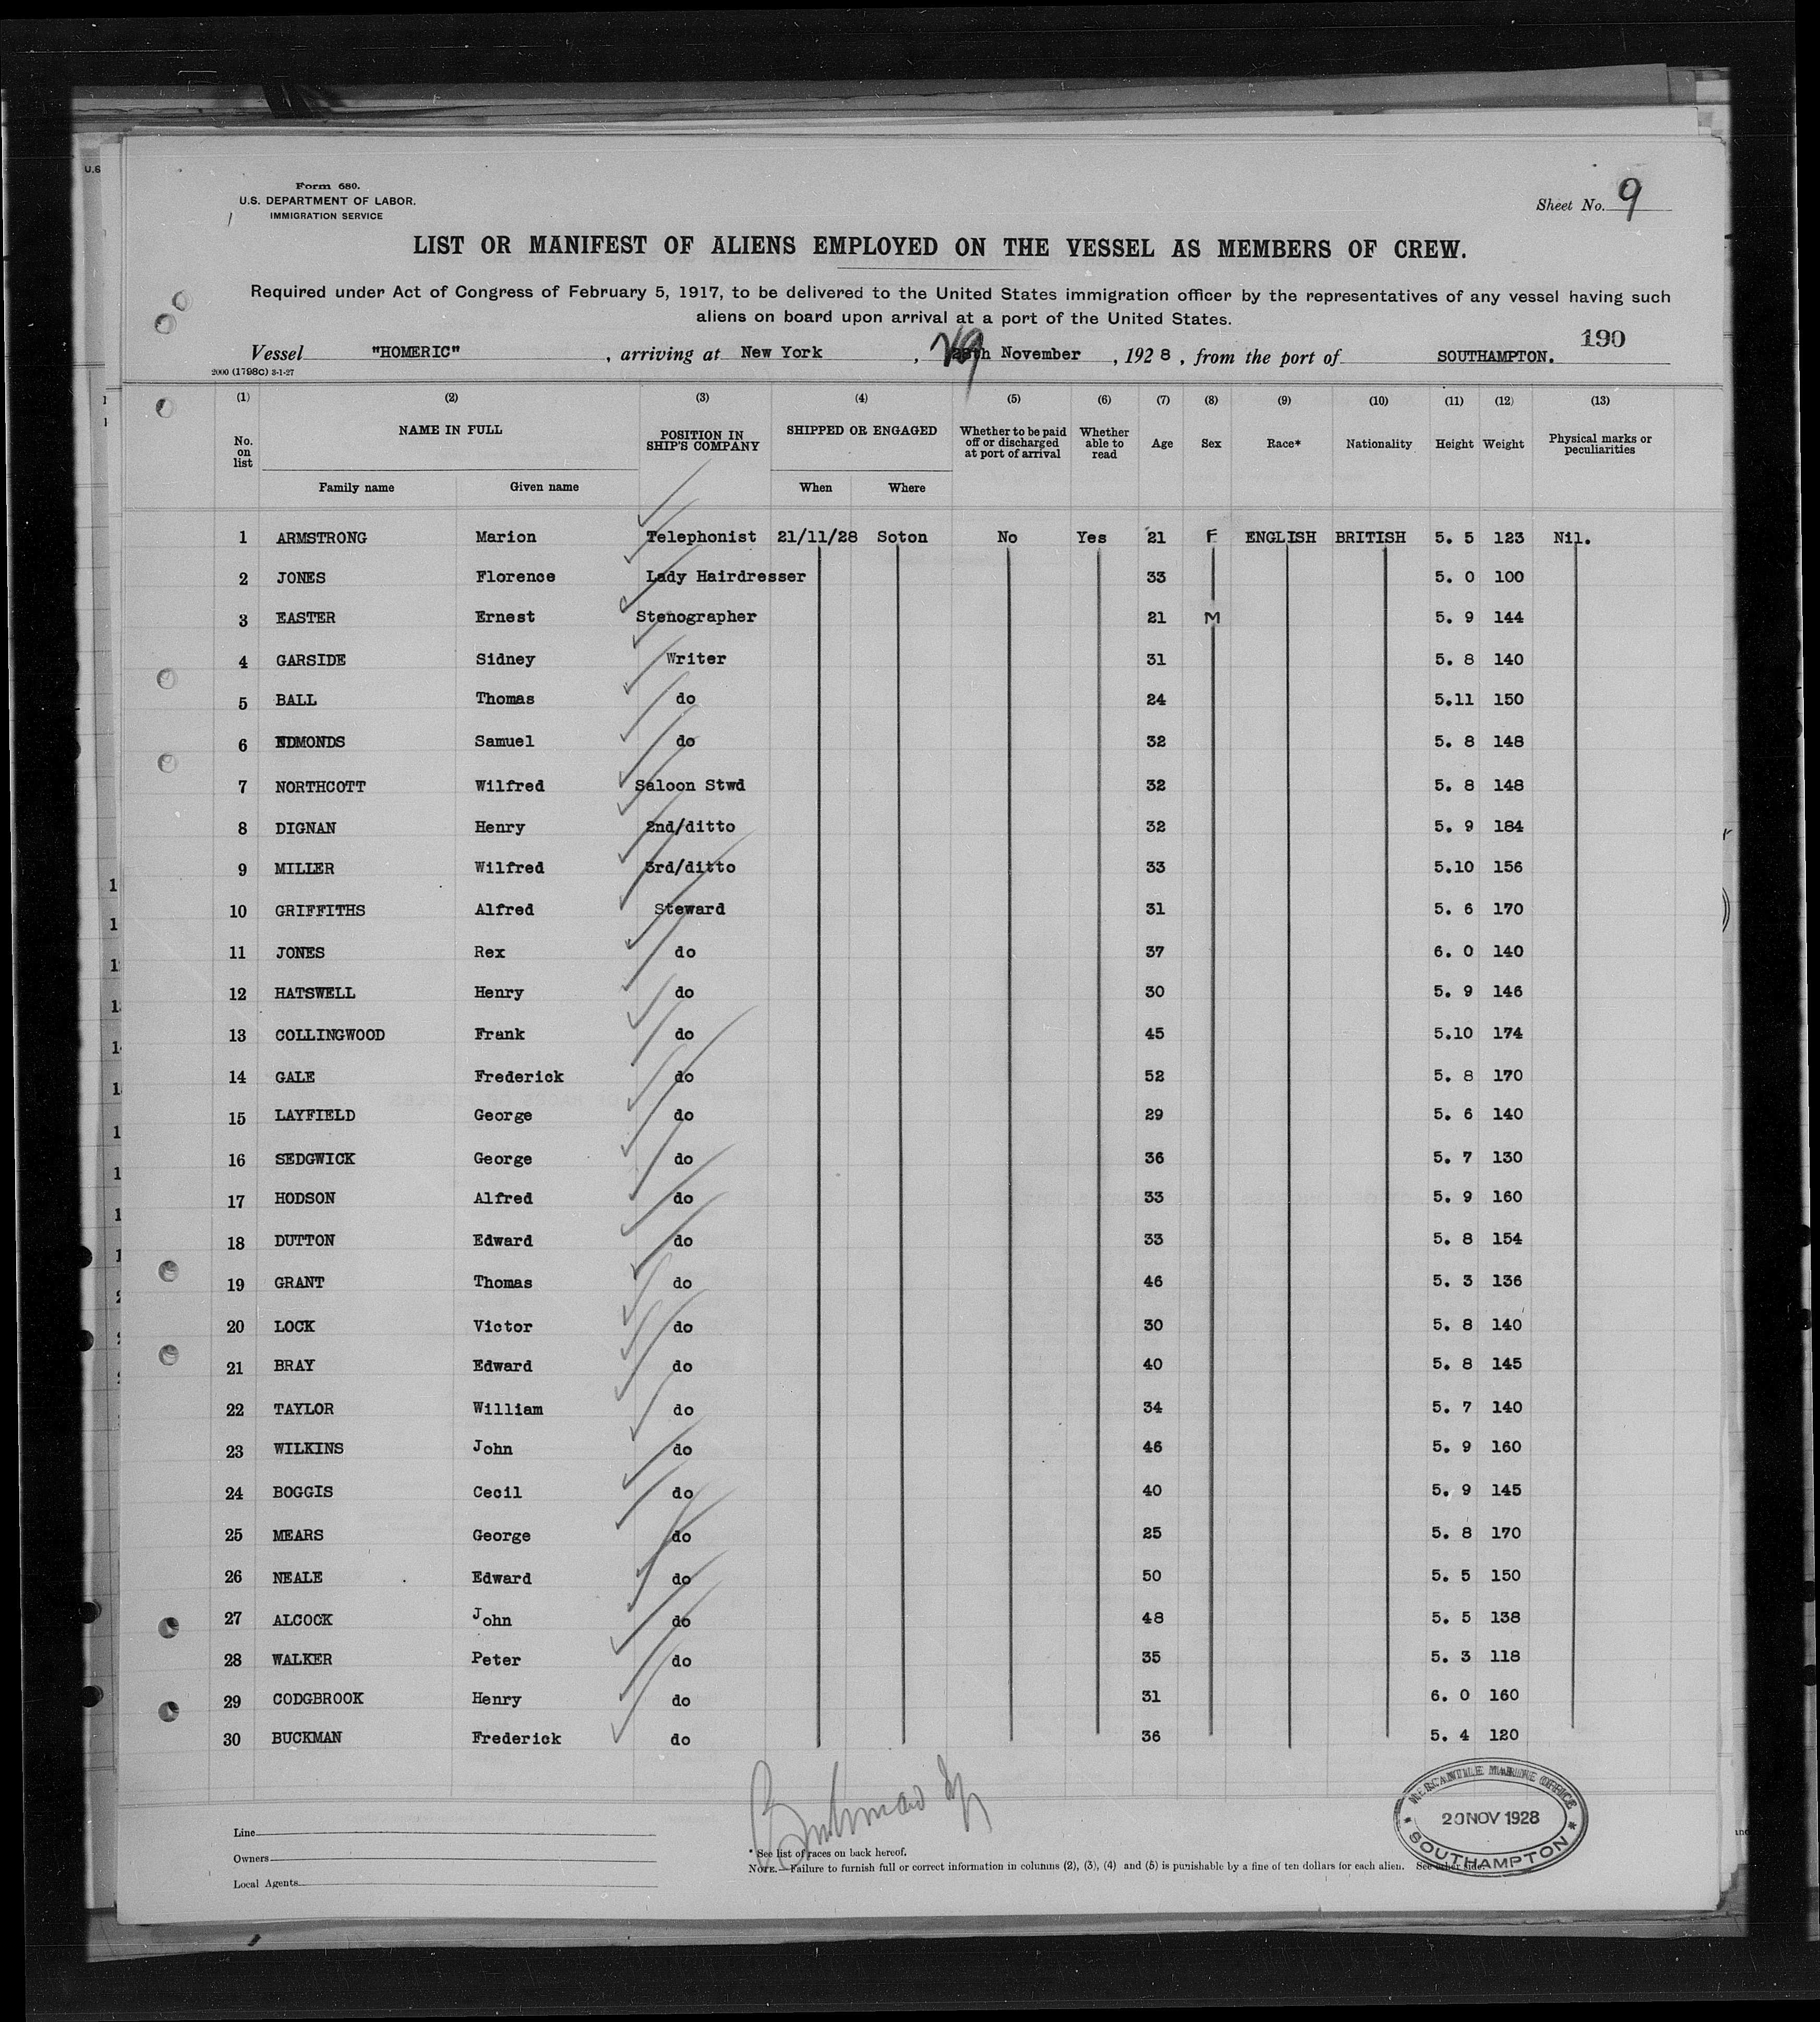 U.S
Form 680.
U.S. DEPARTMENT OF LABOR.
IMMIGRATION SERVICE
Sheet No. 9
LIST OR MANIFEST OF ALIENS EMPLOYED ON THE VESSEL AS MEMBERS OF CREW.
Required under Act of Congress of February 5, 1917, to be delivered to the United States immigration officer by the representatives of any vessel having such
aliens on board upon arrival at a port of the United States.
190
Vessel "HOMERIC" , arriving at New York , 29 November , 192 8 , from the port of SOUTHAMPTON.
2000 (1798C) 3-1-27
(1) (2) (3) (4) (5) (6) (7) (8) (9) (10) (11) (12) (13)
No. on list NAME IN FULL POSITION IN SHIP'S COMPANY SHIPPED OR ENGAGED Whether to be paid off or discharged at port of arrival Whether able to read Age Sex Race* Nationality Height Weight Physical marks or peculiarities
Family name Given name When Where
1 ARMSTRONG Marion Telephonist 21/11/28 Soton No Yes 21 F ENGLISH BRITISH 5. 5 123 Nil.
2 JONES Florence Lady Hairdresser 33 5. 0 100
3 EASTER Ernest Stenographer 21 M 5. 9 144
4 GARSIDE Sidney Writer 31 5. 8 140
5 BALL Thomas do 24 5.11 150
6 EDMONDS Samuel do 32 5. 8 148
7 NORTHCOTT Wilfred Saloon Stwd 32 5. 8 148
8 DIGNAN Henry 2nd/ditto 32 5. 9 184
9 MILLER Wilfred 3rd/ditto 33 5.10 156
10 GRIFFITHS Alfred Steward 31 5. 6 170
11 JONES Rex do 37 6. 0 140
12 HATSWELL Henry do 30 5. 9 146
13 COLLINGWOOD Frank do 45 5.10 174
14 GALE Frederick do 52 5. 8 170
15 LAYFIELD George do 29 5. 6 140
16 SEDGWICK George do 36 5. 7 130
17 HODSON Alfred do 33 5. 9 160
18 DUTTON Edward do 33 5. 8 154
19 GRANT Thomas do 46 5. 3 136
20 LOCK Victor do 30 5. 8 140
21 BRAY Edward do 40 5. 8 145
22 TAYLOR William do 34 5. 7 140
23 WILKINS John do 46 5. 9 160
24 BOGGIS Cecil do 40 5. 9 145
25 MEARS George do 25 5. 8 170
26 NEALE Edward do 50 5. 5 150
27 ALCOCK John do 48 5. 5 138
28 WALKER Peter do 35 5. 3 118
29 CODGBROOK Henry do 31 6. 0 160
30 BUCKMAN Frederick do 36 5. 4 120
MERCANTILE MARINE OFFICE
20 NOV 1928
SOUTHAMPTON
Line
Owners
Local Agents
* See list of races on back hereof.
NOTE.—Failure to furnish full or correct information in columns (2), (3), (4) and (5) is punishable by a fine of ten dollars for each alien. See other side.